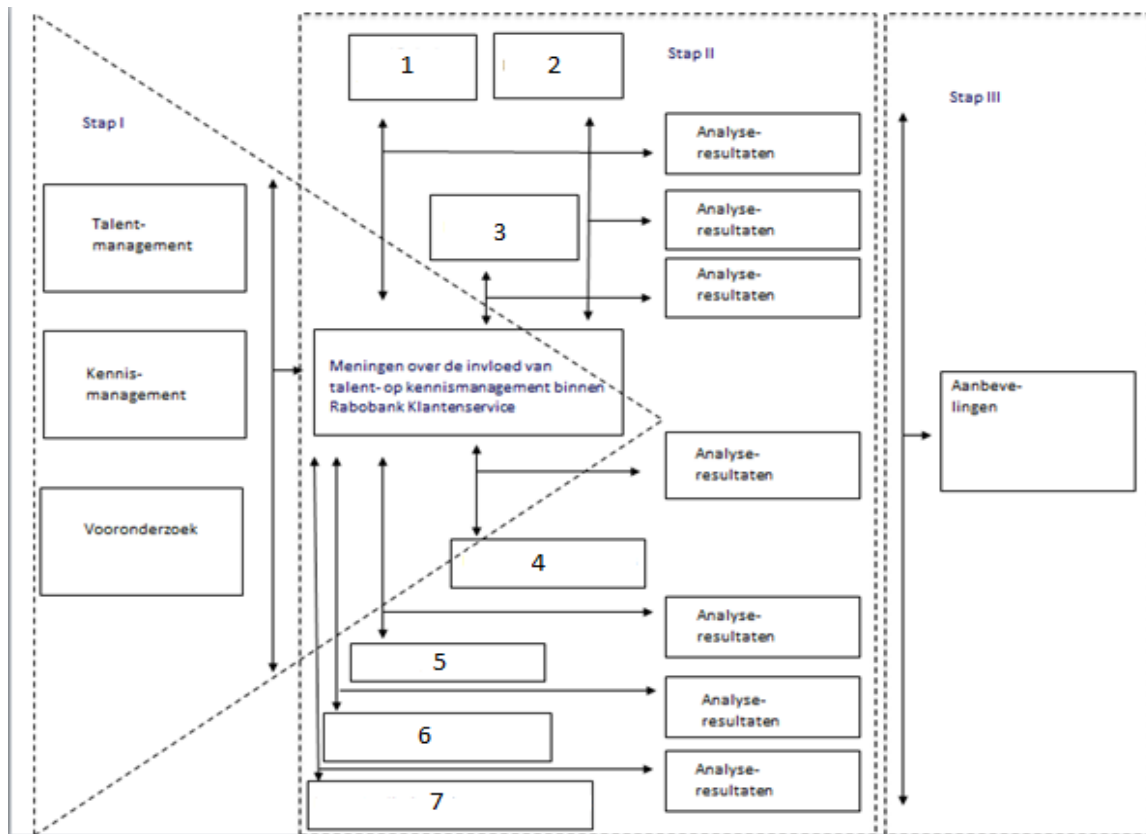 Stap I
Talent-
management
Kennis-
management
Vooronderzoek
Stap II
1
2
3
Meningen over de invloed van
talent- op kennismanagement binnen
Rabobank Klantenservice
4
5
6
7
Analyse-
resultaten
Analyse-
resultaten
Analyse-
resultaten
Analyse-
resultaten
Analyse-
resultaten
Analyse-
resultaten
Analyse-
resultaten
Stap III
Aanbeve-
lingen